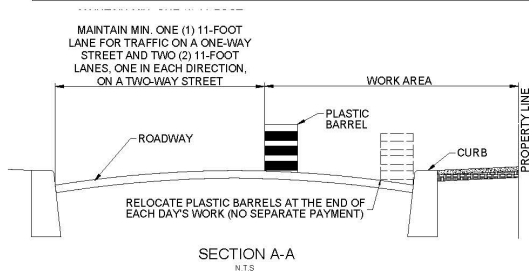 MAINTAIN MIN. ONE (1) 11-FOOT
LANE FOR TRAFFIC ON A ONE-WAY
STREET AND TWO (2) 11-FOOT
LANES, ONE IN EACH DIRECTION,
ON A TWO-WAY STREET
WORK AREA
PROPERTY LINE
PLASTIC
BARREL
ROADWAY
CURB
RELOCATE PLASTIC BARRELS AT THE END OF
EACH DAY'S WORK (NO SEPARATE PAYMENT)
SECTION A-A
N.T.S